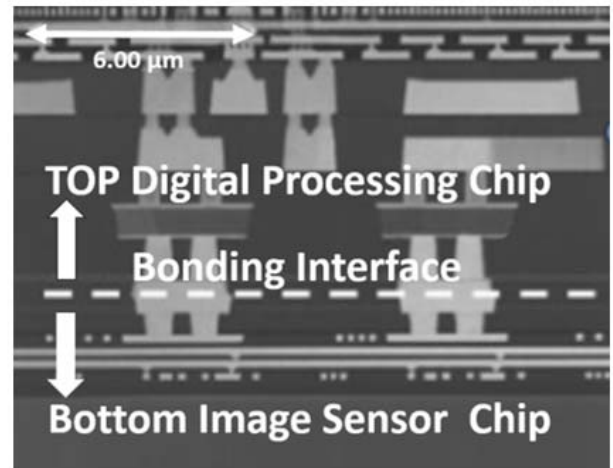 6.00 μm
TOP Digital Processing Chip
Bonding Interface
Bottom Image Sensor Chip